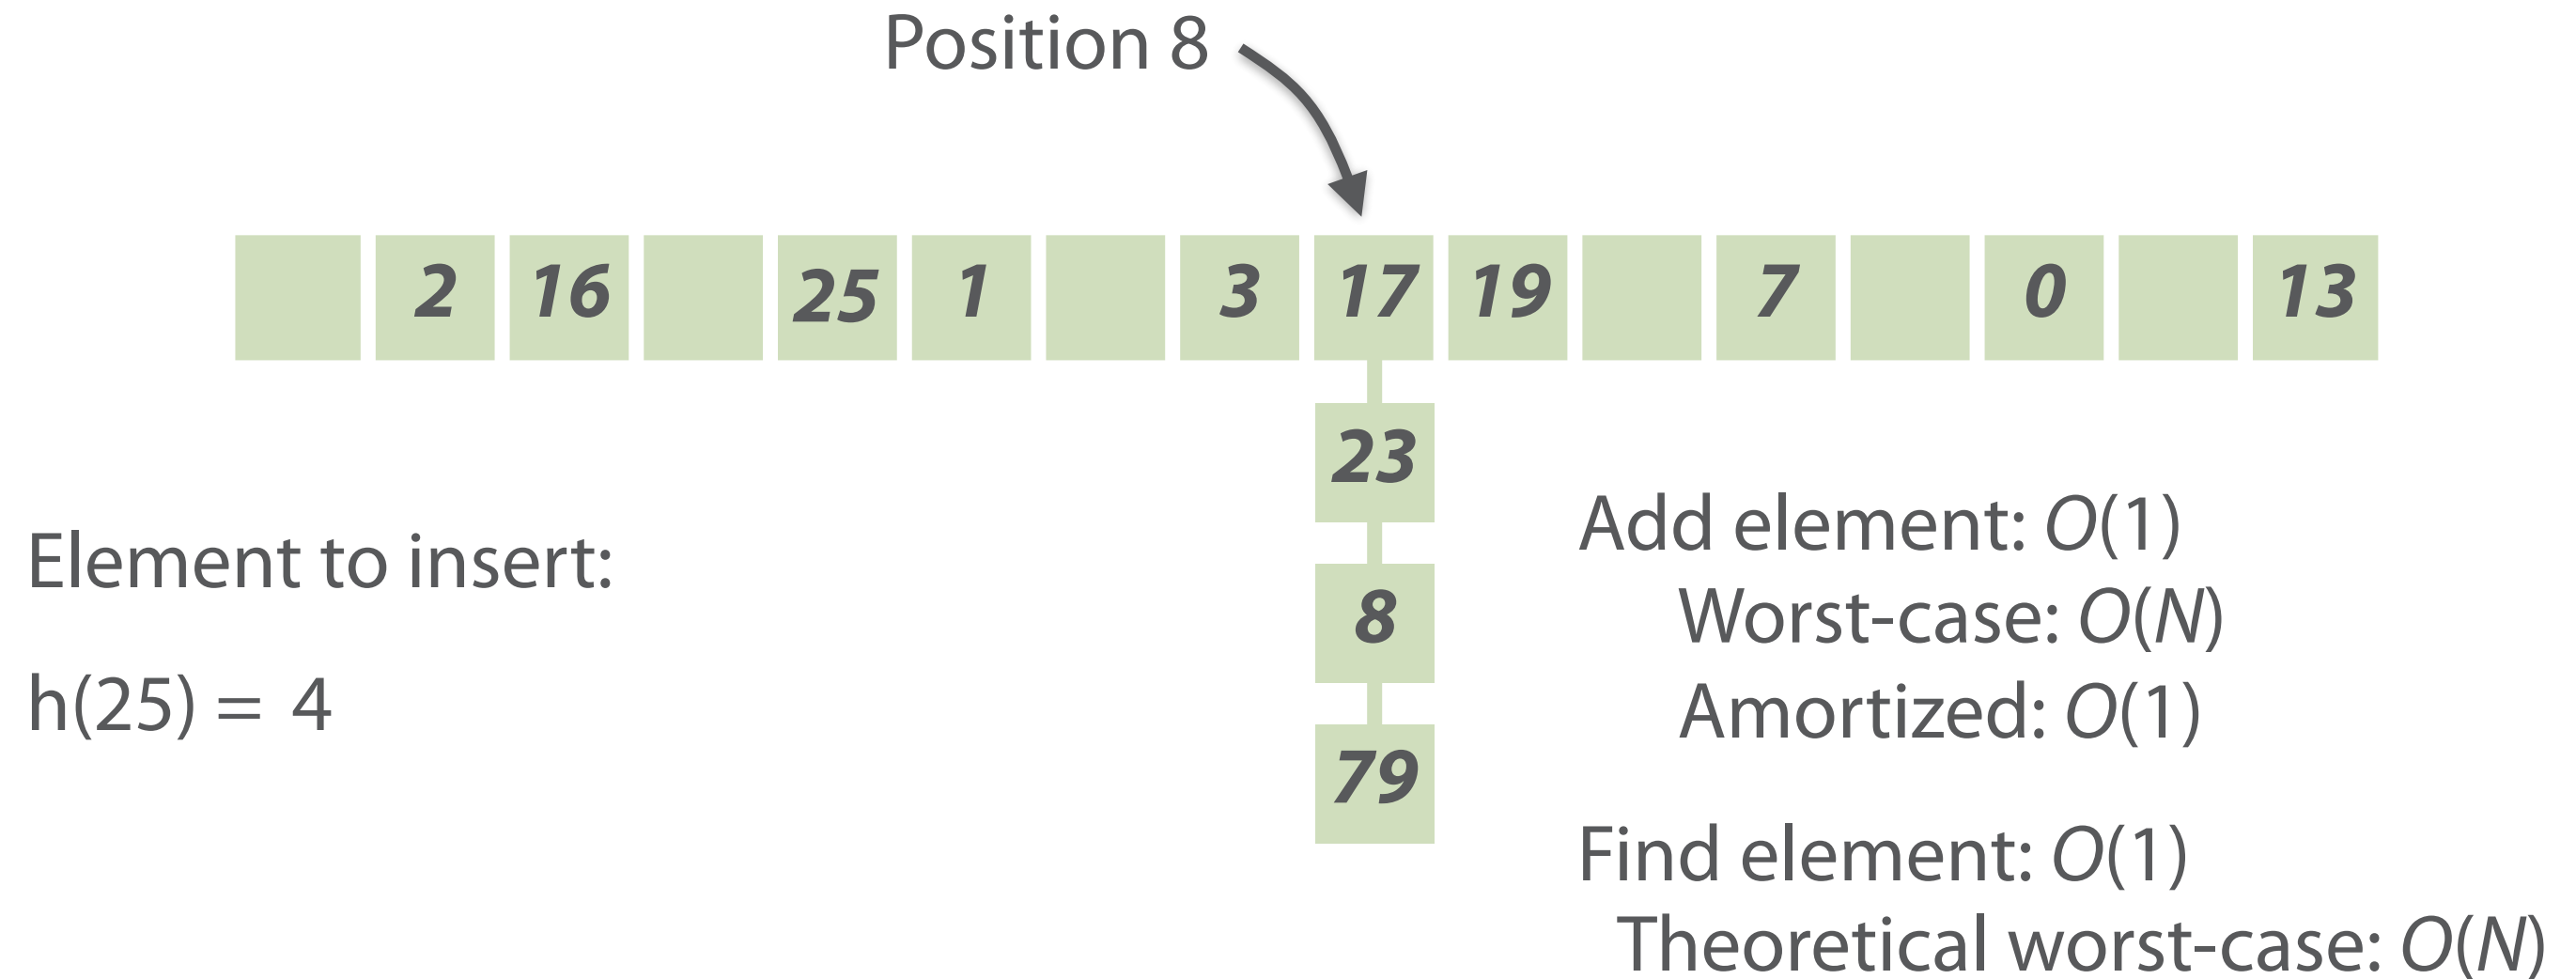 Position 8
2 16 25 1 3 17 19 7 0 13
23
8
79
Element to insert:
h(25) = 4
Add element: O(1)
Worst-case: O(N)
Amortized: O(1)
Find element: O(1)
Theoretical worst-case: O(N)